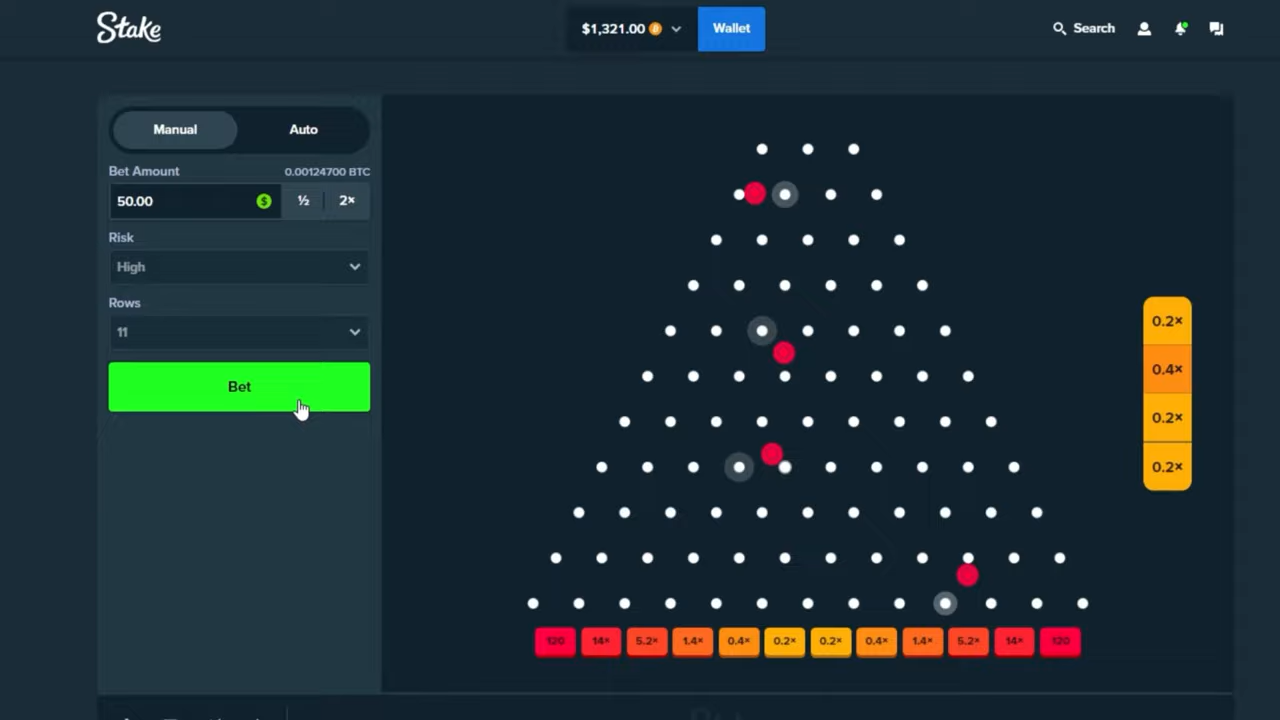 Stake
$1,321.00
Wallet
Search
Manual
Auto
Bet Amount
0.00124700 BTC
50.00
½
2×
Risk
High
Rows
11
Bet
0.2×
0.4×
0.2×
0.2×
120 14× 5.2× 1.4× 0.4× 0.2× 0.2× 0.4× 1.4× 5.2× 14× 120